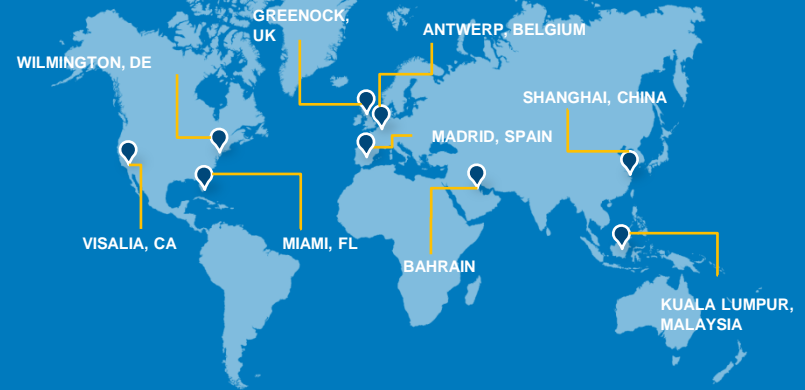 GREENOCK,
UK
ANTWERP, BELGIUM
WILMINGTON, DE
SHANGHAI, CHINA
MADRID, SPAIN
VISALIA, CA
MIAMI, FL
BAHRAIN
KUALA LUMPUR,
MALAYSIA